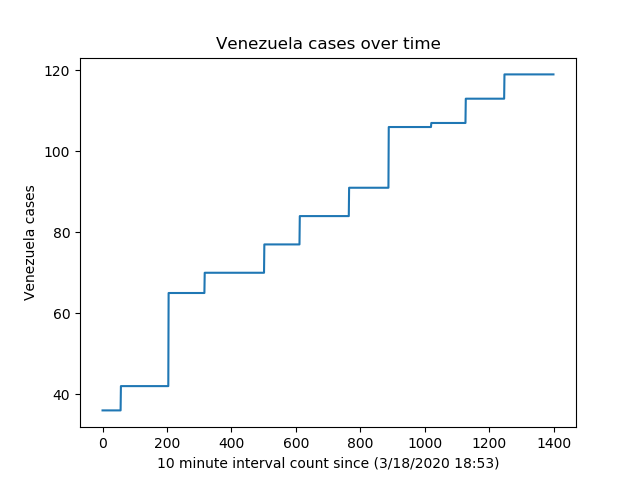 Venezuela cases over time
120
100
80
60
40
Venezuela cases
0 200 400 600 800 1000 1200 1400
10 minute interval count since (3/18/2020 18:53)